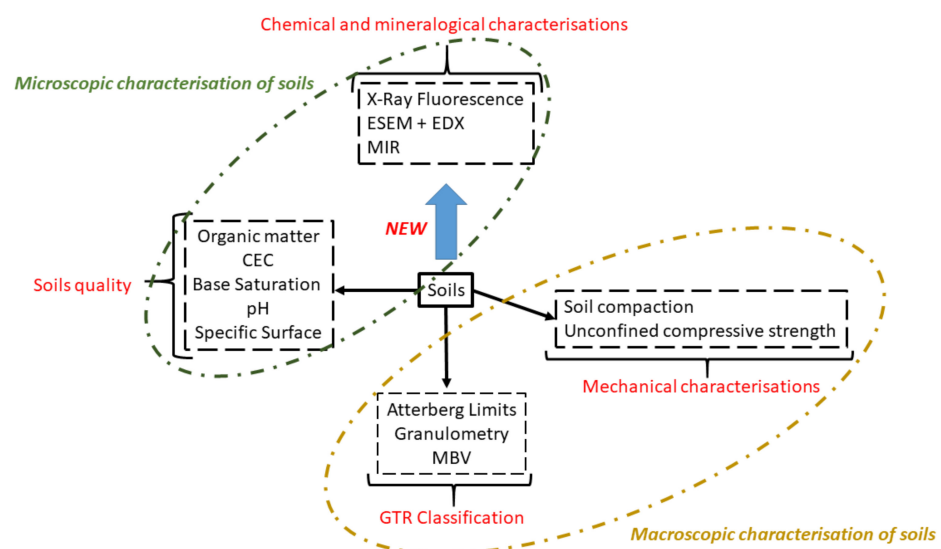 Chemical and mineralogical characterisations
Microscopic characterisation of soils
X-Ray Fluorescence
ESEM + EDX
MIR
NEW
Organic matter
CEC
Base Saturation
pH
Specific Surface
Soils quality
Soils
Soil compaction
Unconfined compressive strength
Mechanical characterisations
Atterberg Limits
Granulometry
MBV
GTR Classification
Macroscopic characterisation of soils